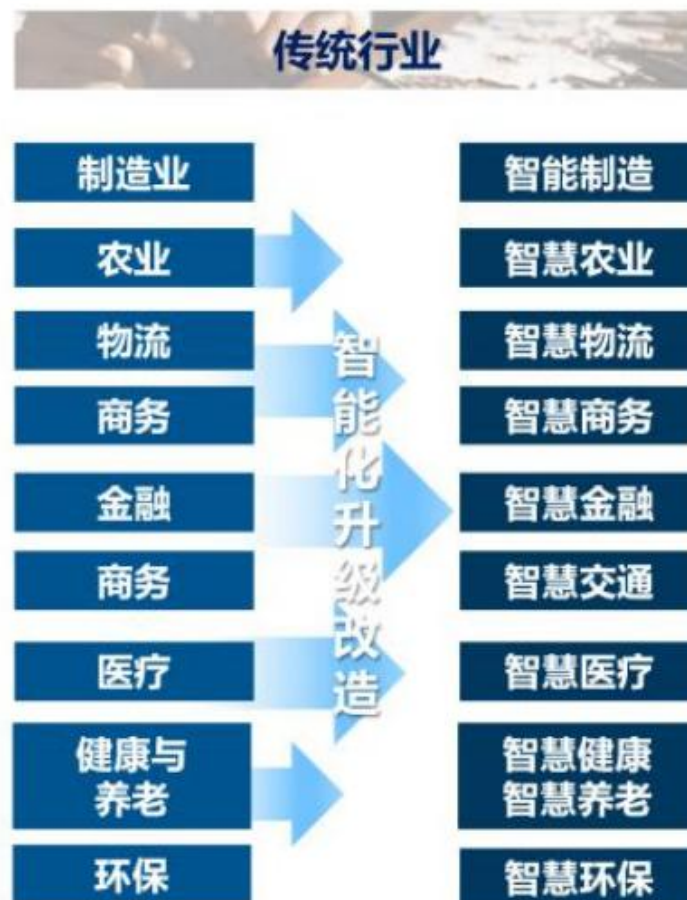 传统行业
制造业
智能制造
农业
智慧农业
物流
智慧物流
商务
智慧商务
金融
智慧金融
商务
智慧交通
医疗
智慧医疗
健康与
养老
智慧健康
智慧养老
环保
智慧环保
智能化升级改造